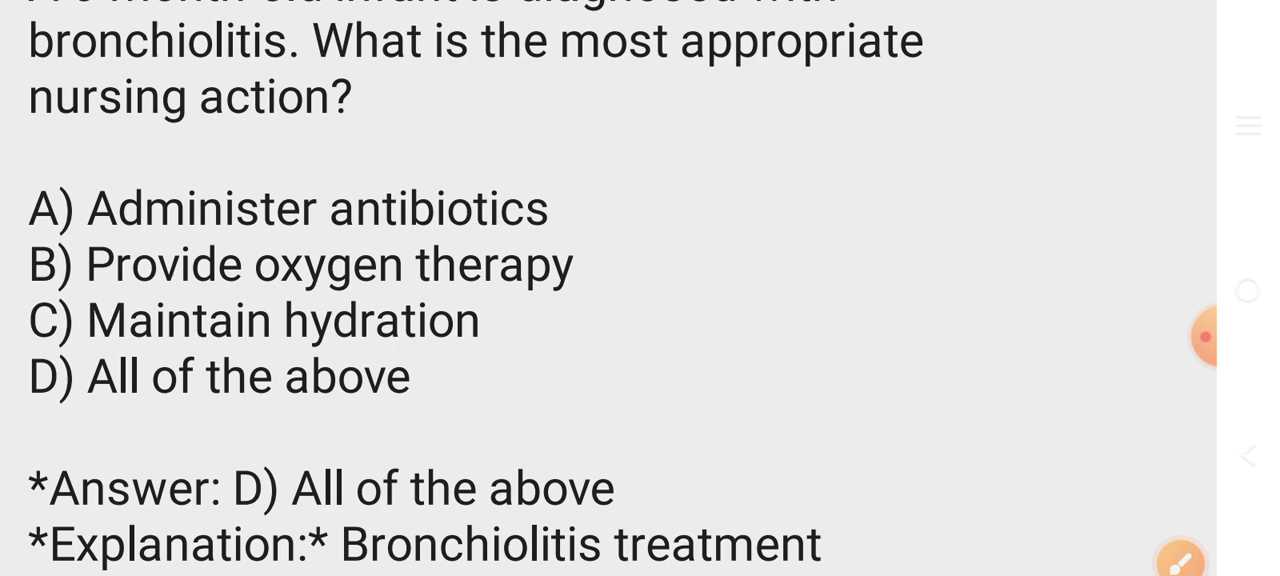 bronchiolitis. What is the most appropriate
nursing action?
A) Administer antibiotics
B) Provide oxygen therapy
C) Maintain hydration
D) All of the above
*Answer: D) All of the above
*Explanation:* Bronchiolitis treatment